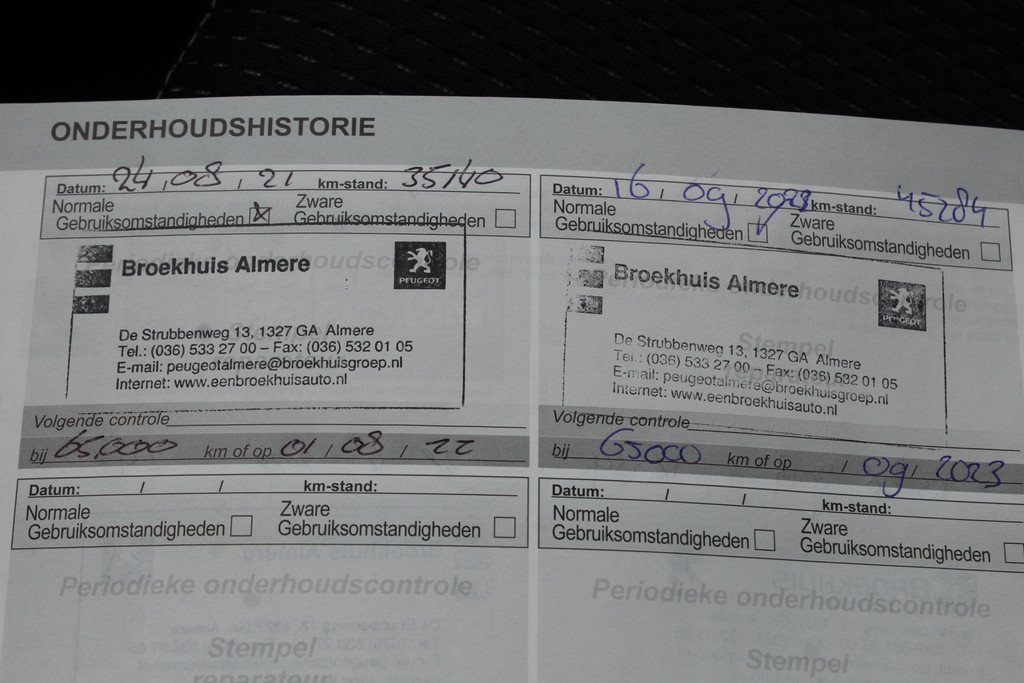 ONDERHOUDSHISTORIE
Datum: 24, 08, 21 km-stand: 35140
Normale Gebruiksomstandigheden
Zware Gebruiksomstandigheden
Broekhuis Almere
PEUGEOT
De Strubbenweg 13, 1327 GA Almere
Tel.: (036) 533 27 00 – Fax: (036) 532 01 05
E-mail: peugeotalmere@broekhuisgroep.nl
Internet: www.eenbroekhuisauto.nl
Volgende controle
bij 65,000 km of op 01 / 08 / 22
Datum: / / km-stand:
Normale Gebruiksomstandigheden
Zware Gebruiksomstandigheden
Periodieke onderhoudscontrole
Stempel
reparateur
Datum: 16, 09, 2023 km-stand: 45284
Normale Gebruiksomstandigheden
Zware Gebruiksomstandigheden
Broekhuis Almere
PEUGEOT
De Strubbenweg 13, 1327 GA Almere
Tel.: (036) 533 27 00 – Fax: (036) 532 01 05
E-mail: peugeotalmere@broekhuisgroep.nl
Internet: www.eenbroekhuisauto.nl
Volgende controle
bij 65000 km of op / 09, 2023
Datum: / / km-stand:
Normale Gebruiksomstandigheden
Zware Gebruiksomstandigheden
Periodieke onderhoudscontrole
Stempel